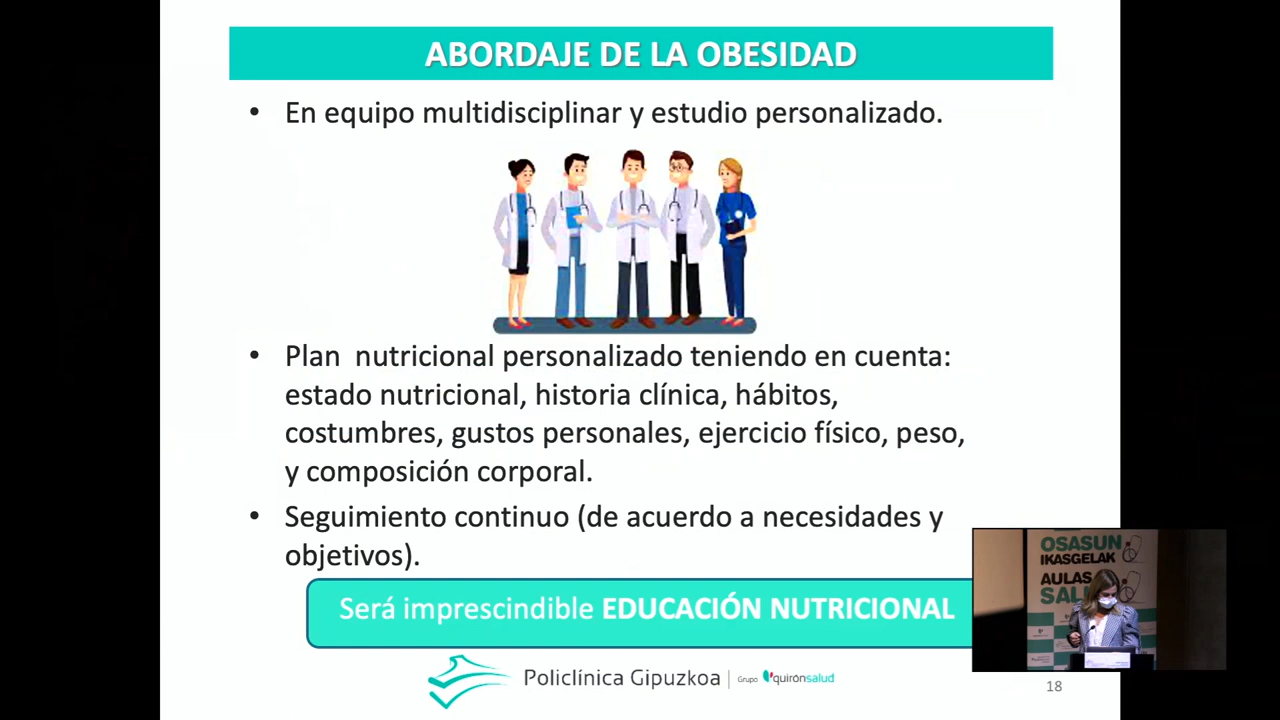 ABORDAJE DE LA OBESIDAD
• En equipo multidisciplinar y estudio personalizado.
• Plan nutricional personalizado teniendo en cuenta:
estado nutricional, historia clínica, hábitos,
costumbres, gustos personales, ejercicio físico, peso,
y composición corporal.
• Seguimiento continuo (de acuerdo a necesidades y
objetivos).
Será imprescindible EDUCACIÓN NUTRICIONAL
Policlínica Gipuzkoa | Grupo quirónsalud
18
OSASUN
IKASGELAK
AULAS